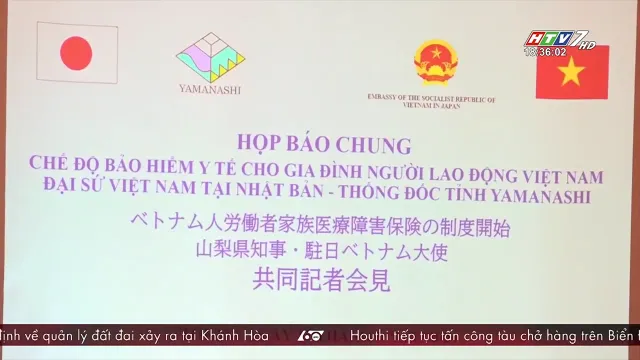 HTV7 HD
18:36:02
YAMANASHI
EMBASSY OF THE SOCIALIST REPUBLIC OF
VIETNAM IN JAPAN
HỌP BÁO CHUNG
CHẾ ĐỘ BẢO HIỂM Y TẾ CHO GIA ĐÌNH NGƯỜI LAO ĐỘNG VIỆT NAM
ĐẠI SỨ VIỆT NAM TẠI NHẬT BẢN - THỐNG ĐỐC TỈNH YAMANASHI
ベトナム人労働者家族医療障害保険の制度開始
山梨県知事・駐日ベトナム大使
共同記者会見
định về quản lý đất đai xảy ra tại Khánh Hòa 60 Houthi tiếp tục tấn công tàu chở hàng trên Biển